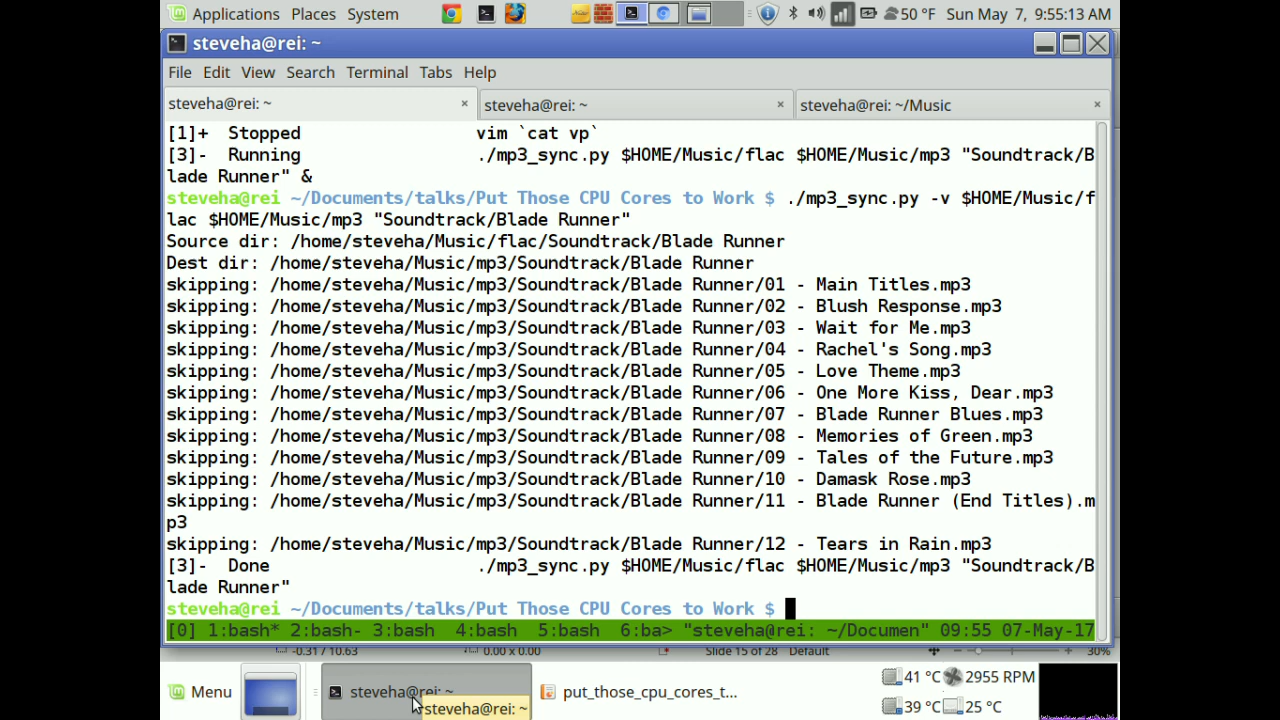 Applications Places System 50 °F Sun May 7, 9:55:13 AM
steveha@rei: ~
File Edit View Search Terminal Tabs Help
steveha@rei: ~ × steveha@rei: ~ × steveha@rei: ~/Music ×
[1]+ Stopped vim `cat vp`
[3]- Running ./mp3_sync.py $HOME/Music/flac $HOME/Music/mp3 "Soundtrack/B
lade Runner" &
steveha@rei ~/Documents/talks/Put Those CPU Cores to Work $ ./mp3_sync.py -v $HOME/Music/f
lac $HOME/Music/mp3 "Soundtrack/Blade Runner"
Source dir: /home/steveha/Music/flac/Soundtrack/Blade Runner
Dest dir: /home/steveha/Music/mp3/Soundtrack/Blade Runner
skipping: /home/steveha/Music/mp3/Soundtrack/Blade Runner/01 - Main Titles.mp3
skipping: /home/steveha/Music/mp3/Soundtrack/Blade Runner/02 - Blush Response.mp3
skipping: /home/steveha/Music/mp3/Soundtrack/Blade Runner/03 - Wait for Me.mp3
skipping: /home/steveha/Music/mp3/Soundtrack/Blade Runner/04 - Rachel's Song.mp3
skipping: /home/steveha/Music/mp3/Soundtrack/Blade Runner/05 - Love Theme.mp3
skipping: /home/steveha/Music/mp3/Soundtrack/Blade Runner/06 - One More Kiss, Dear.mp3
skipping: /home/steveha/Music/mp3/Soundtrack/Blade Runner/07 - Blade Runner Blues.mp3
skipping: /home/steveha/Music/mp3/Soundtrack/Blade Runner/08 - Memories of Green.mp3
skipping: /home/steveha/Music/mp3/Soundtrack/Blade Runner/09 - Tales of the Future.mp3
skipping: /home/steveha/Music/mp3/Soundtrack/Blade Runner/10 - Damask Rose.mp3
skipping: /home/steveha/Music/mp3/Soundtrack/Blade Runner/11 - Blade Runner (End Titles).m
p3
skipping: /home/steveha/Music/mp3/Soundtrack/Blade Runner/12 - Tears in Rain.mp3
[3]- Done ./mp3_sync.py $HOME/Music/flac $HOME/Music/mp3 "Soundtrack/B
lade Runner"
steveha@rei ~/Documents/talks/Put Those CPU Cores to Work $
[0] 1:bash* 2:bash- 3:bash 4:bash 5:bash 6:ba> "steveha@rei: ~/Documen" 09:55 07-May-17
-0.31 / 10.63 0.00 x 0.00 Slide 15 of 28 Default 30%
Menu steveha@rei: ~ put_those_cpu_cores_t... 41 °C 2955 RPM
steveha@rei: ~ 39 °C 25 °C